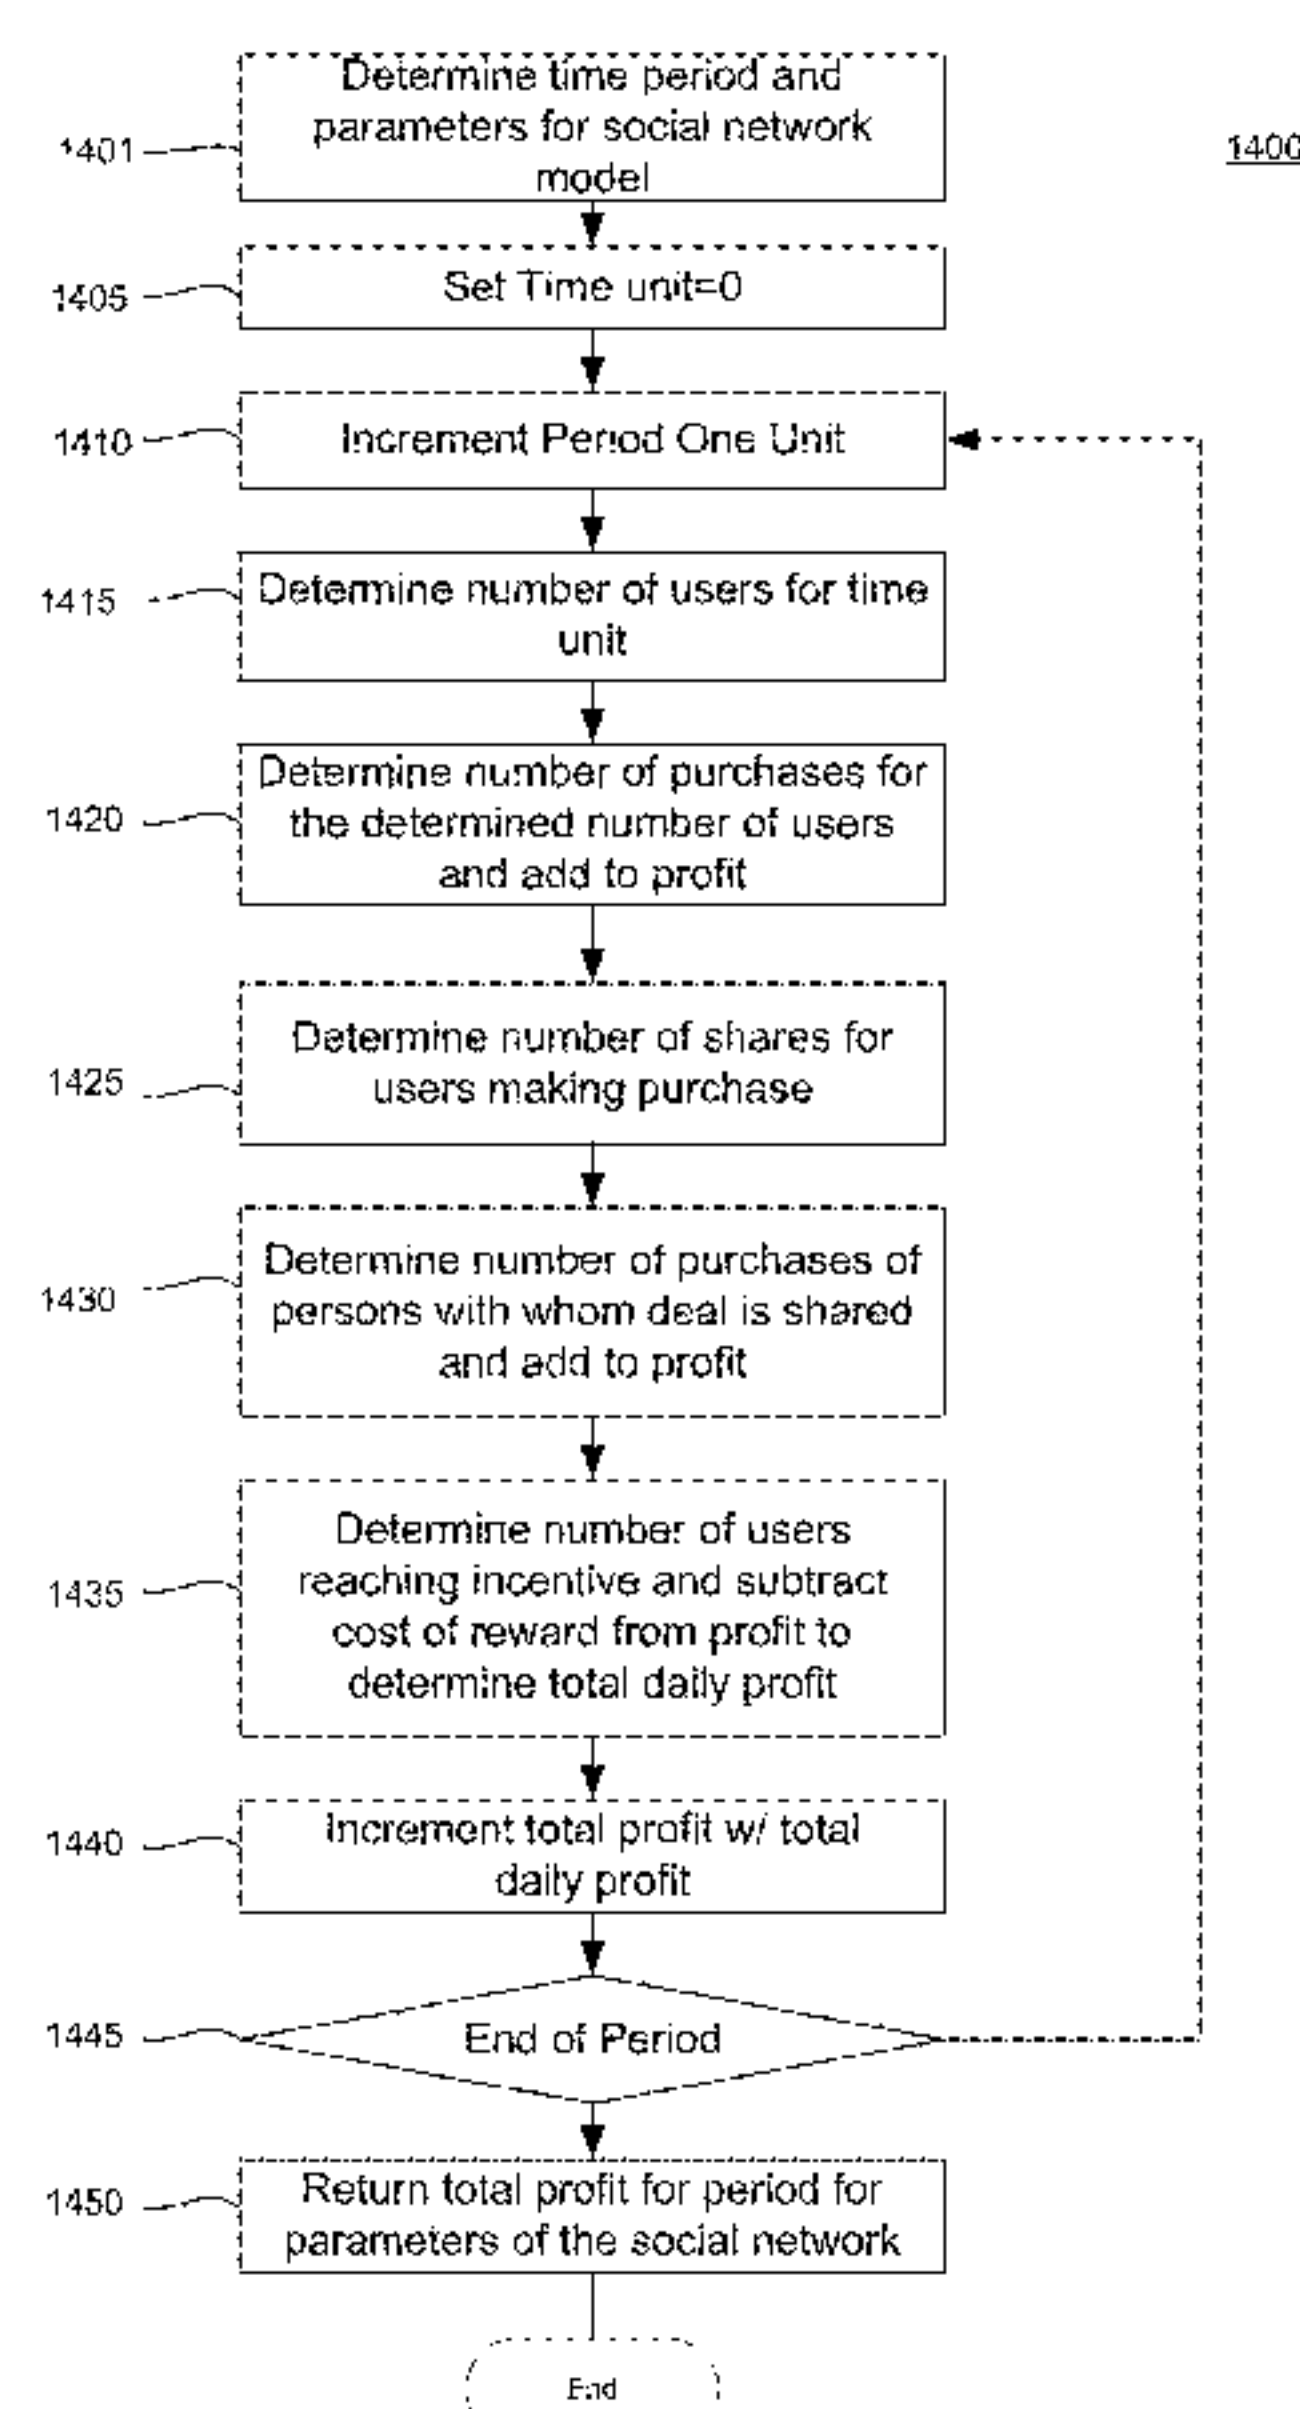 Determine time period and
parameters for social network
model
1401
1400
Set Time unit=0
1405
Increment Period One Unit
1410
Determine number of users for time
unit
1415
Determine number of purchases for
the determined number of users
and add to profit
1420
Determine number of shares for
users making purchase
1425
Determine number of purchases of
persons with whom deal is shared
and add to profit
1430
Determine number of users
reaching incentive and subtract
cost of reward from profit to
determine total daily profit
1435
Increment total profit w/ total
daily profit
1440
End of Period
1445
Return total profit for period for
parameters of the social network
1450
End